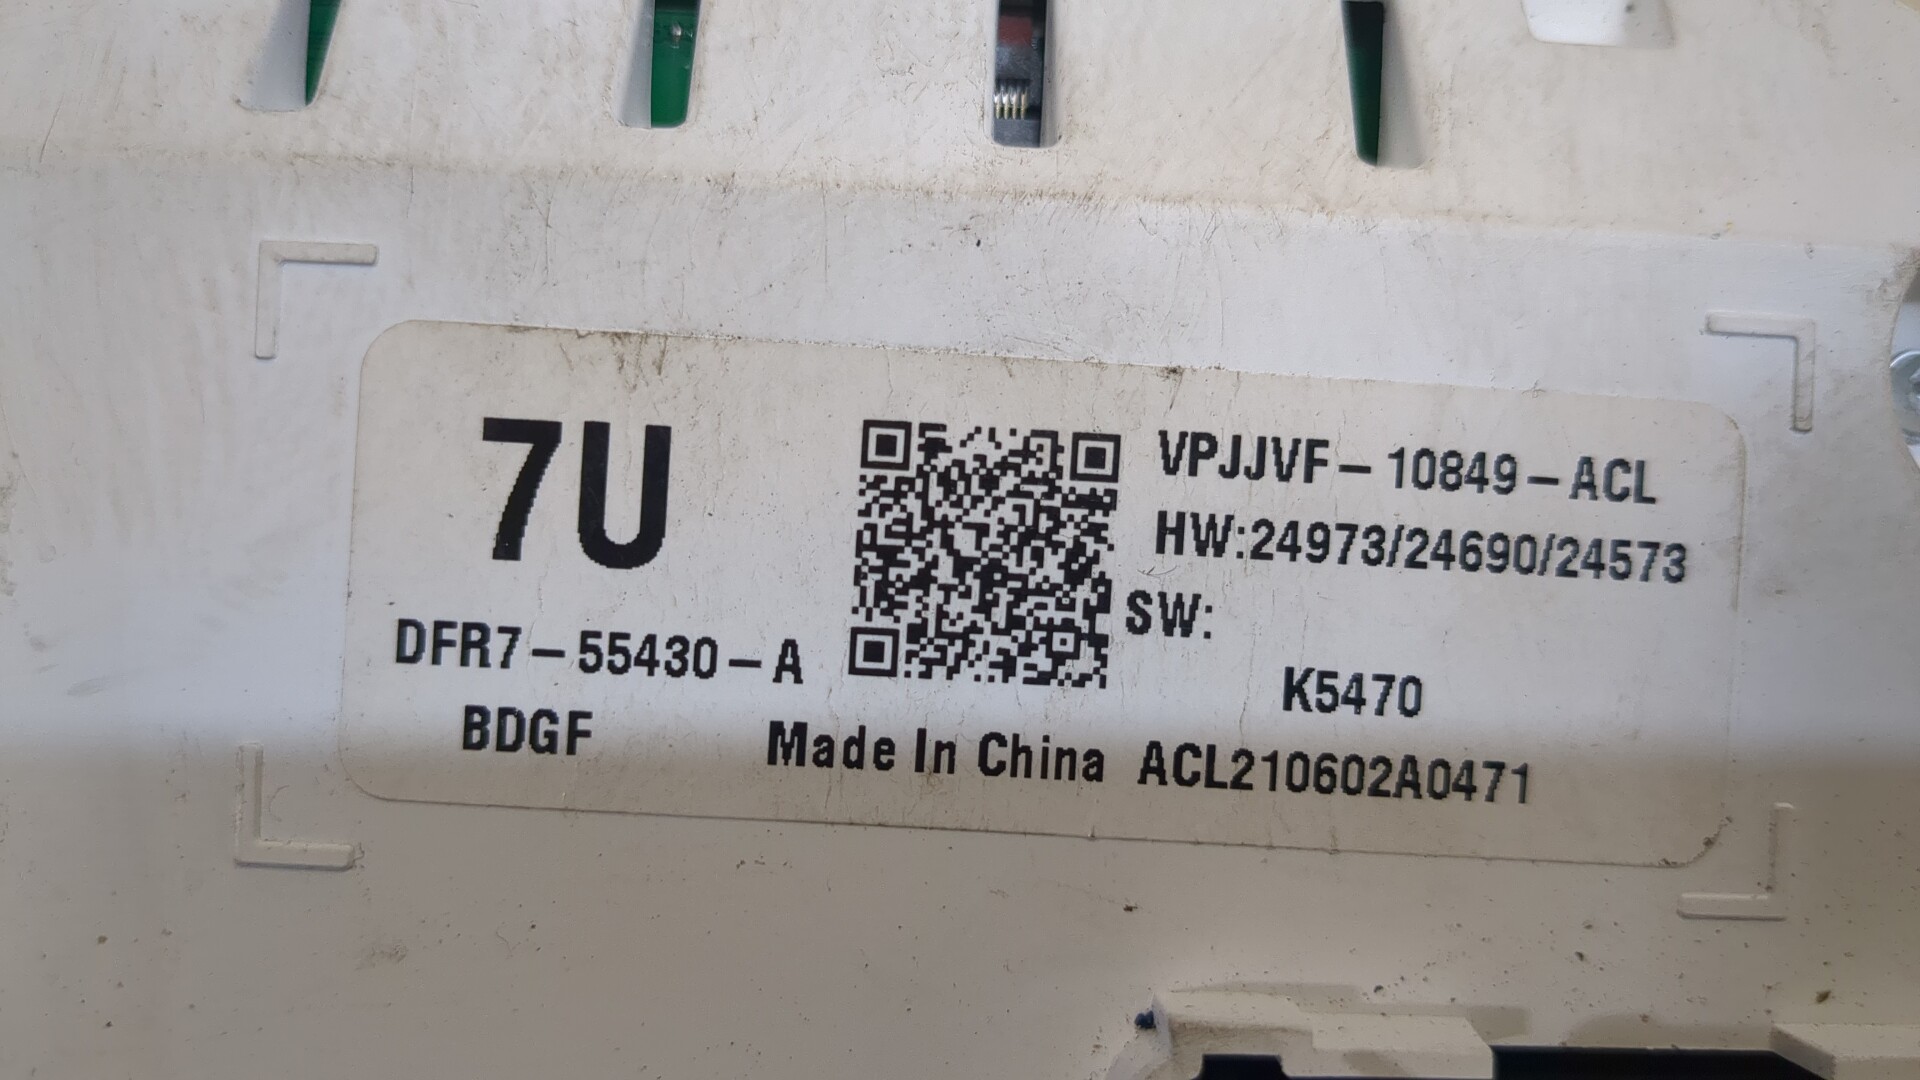 7U
VPJJVF-10849-ACL
HW:24973/24690/24573
SW:
DFR7-55430-A
K5470
BDGF
Made In China ACL210602A0471